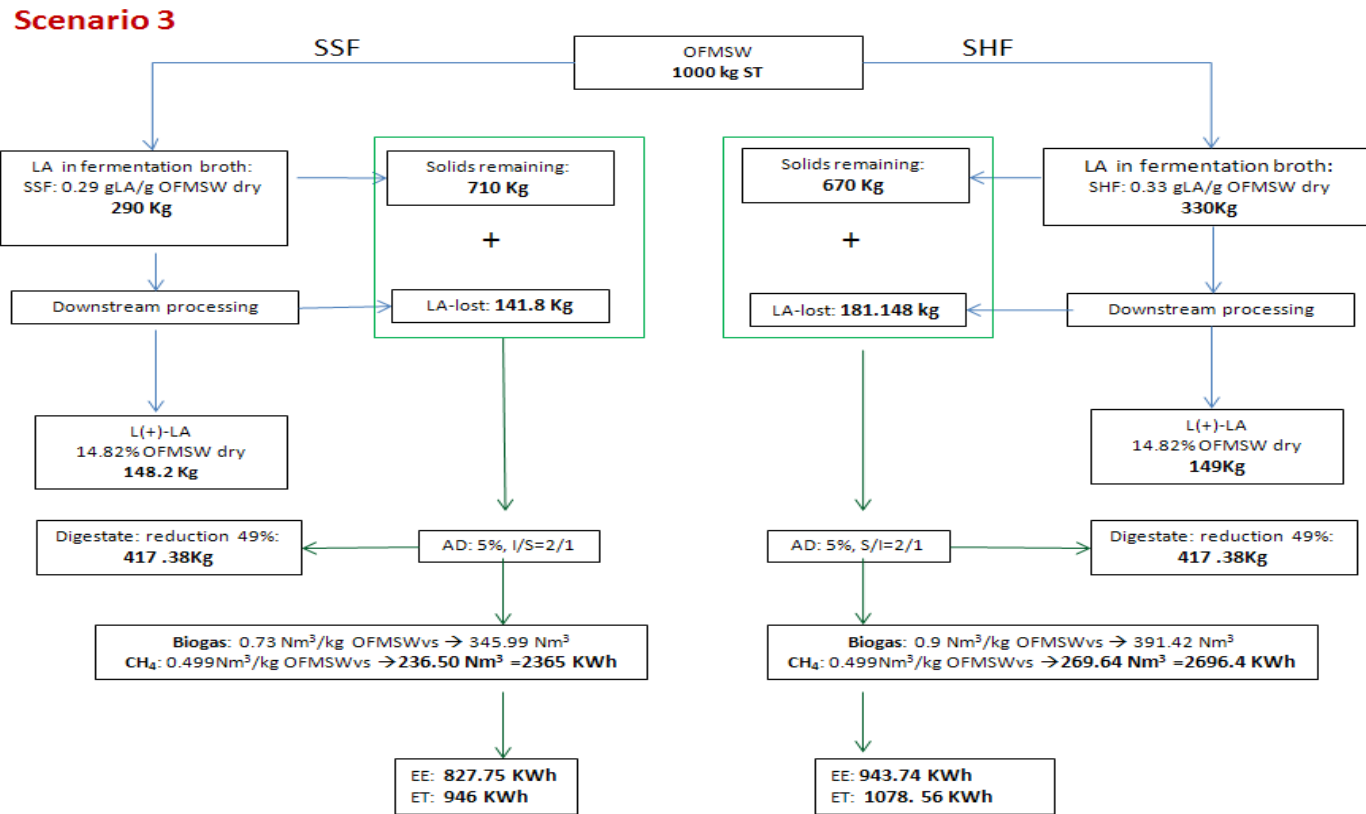 Scenario 3
SSF
SHF
OFMSW
1000 kg ST
LA in fermentation broth:
SSF: 0.29 gLA/g OFMSW dry
290 Kg
Solids remaining:
710 Kg
+
LA-lost: 141.8 Kg
Downstream processing
L(+)-LA
14.82% OFMSW dry
148.2 Kg
Digestate: reduction 49%:
417 .38Kg
AD: 5%, I/S=2/1
Biogas: 0.73 Nm³/kg OFMSWvs → 345.99 Nm³
CH₄: 0.499Nm³/kg OFMSWvs →236.50 Nm³ =2365 KWh
EE: 827.75 KWh
ET: 946 KWh
Solids remaining:
670 Kg
+
LA-lost: 181.148 kg
LA in fermentation broth:
SHF: 0.33 gLA/g OFMSW dry
330Kg
Downstream processing
L(+)-LA
14.82% OFMSW dry
149Kg
AD: 5%, S/I=2/1
Digestate: reduction 49%:
417 .38Kg
Biogas: 0.9 Nm³/kg OFMSWvs → 391.42 Nm³
CH₄: 0.499Nm³/kg OFMSWvs →269.64 Nm³ =2696.4 KWh
EE: 943.74 KWh
ET: 1078. 56 KWh